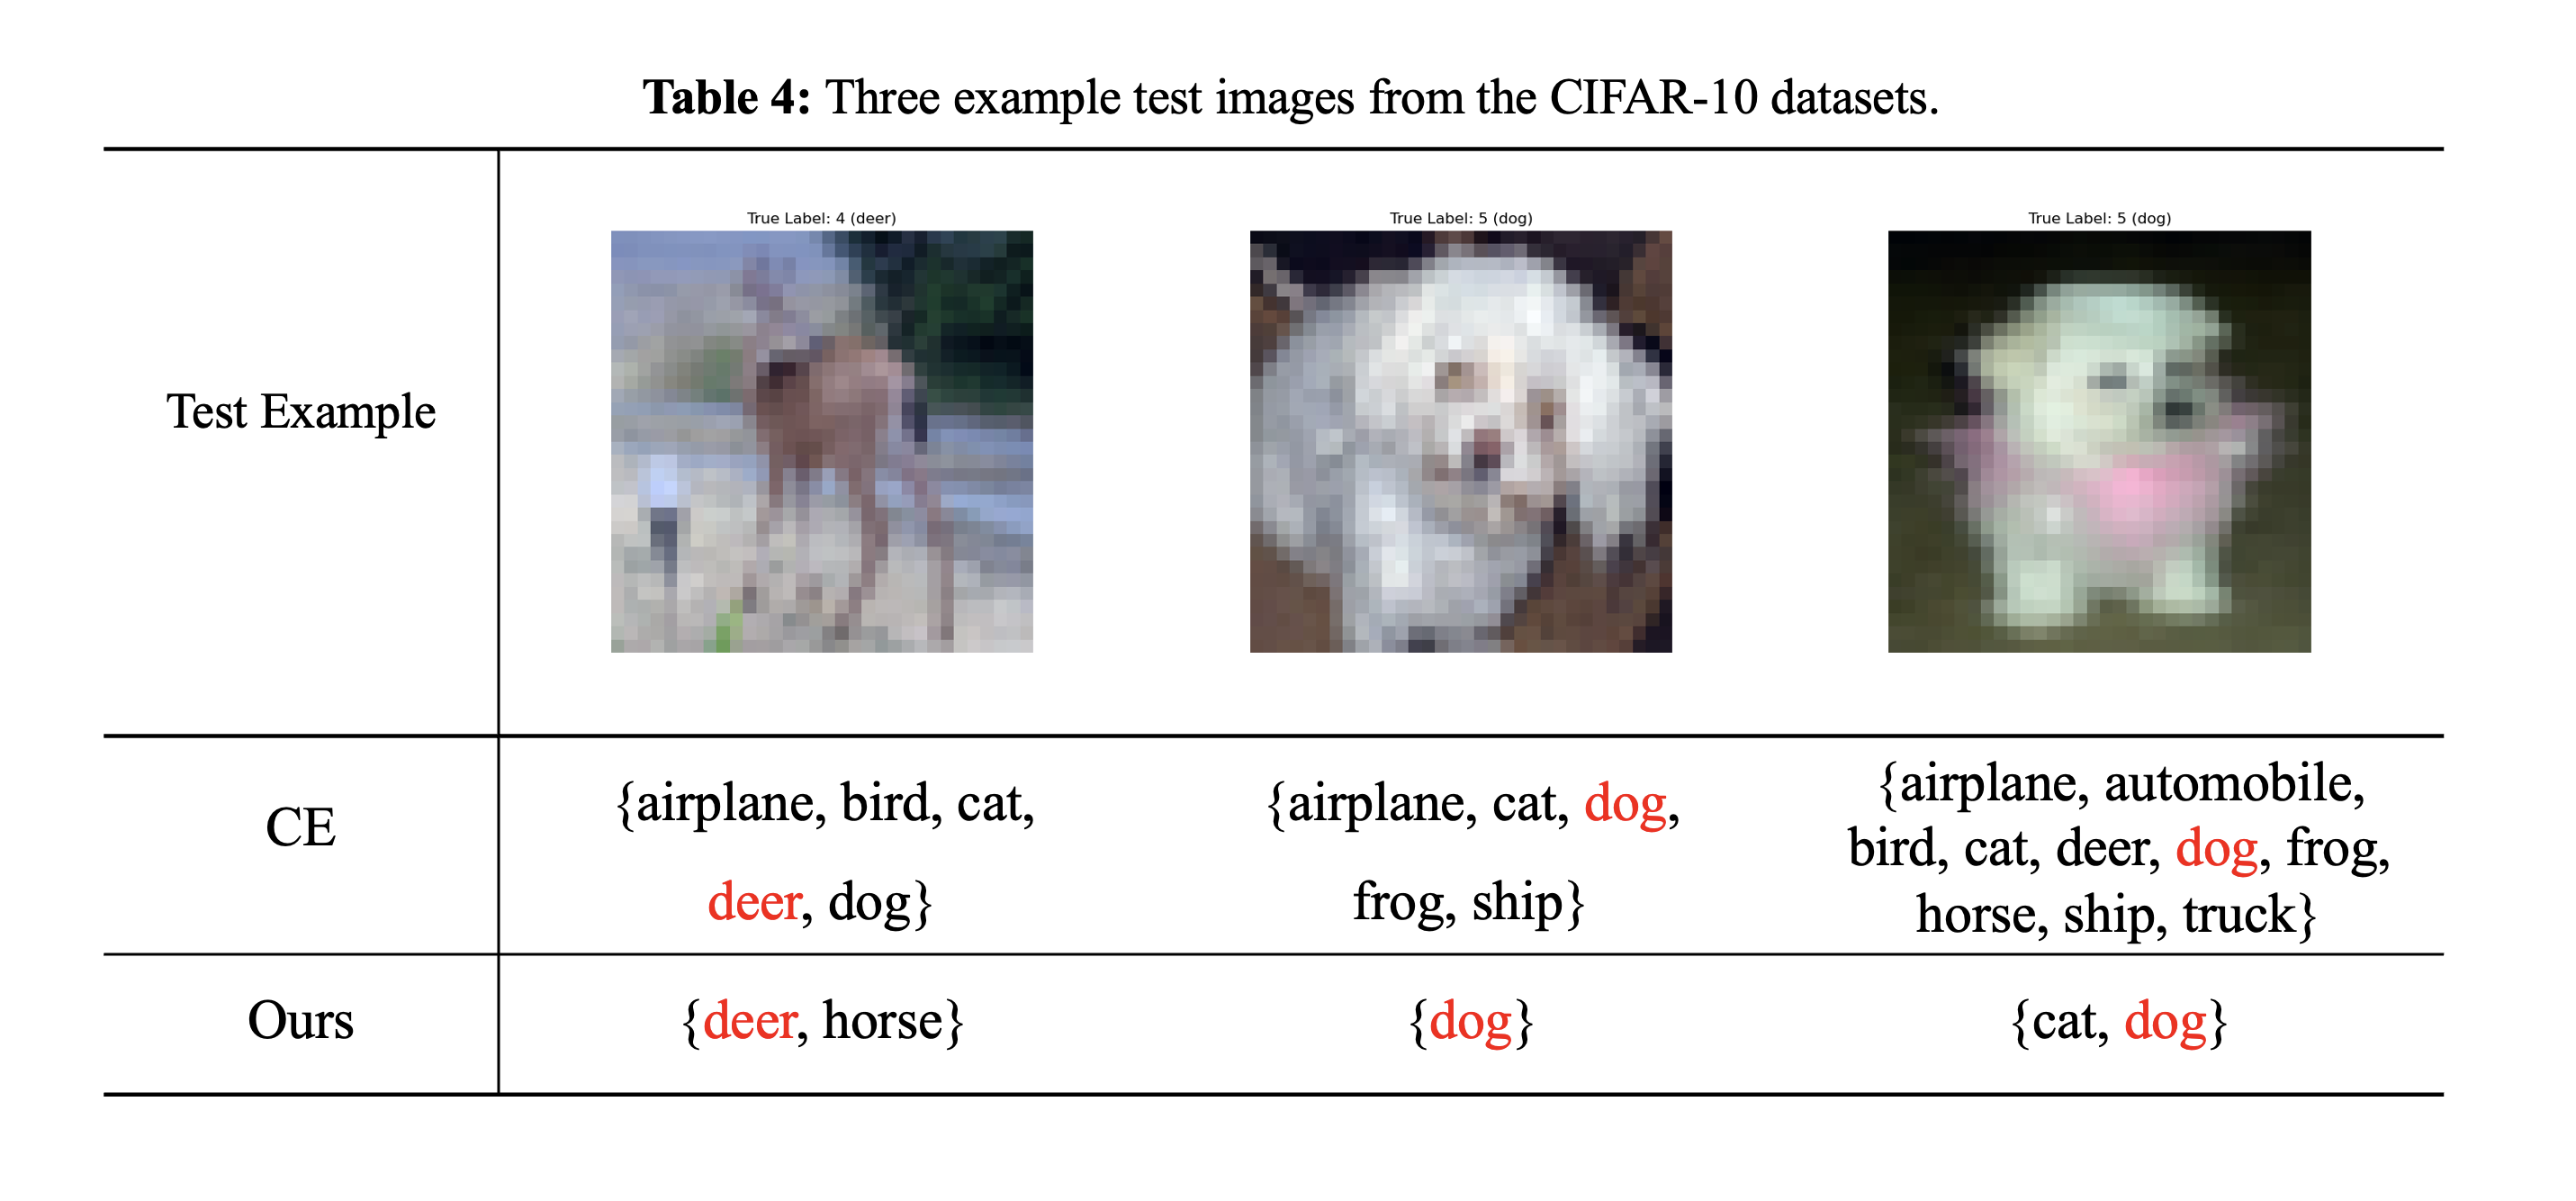 Table 4: Three example test images from the CIFAR-10 datasets.
True Label: 4 (deer)
True Label: 5 (dog)
True Label: 5 (dog)
Test Example
CE
{airplane, bird, cat,
deer, dog}
{airplane, cat, dog,
frog, ship}
{airplane, automobile,
bird, cat, deer, dog, frog,
horse, ship, truck}
Ours
{deer, horse}
{dog}
{cat, dog}